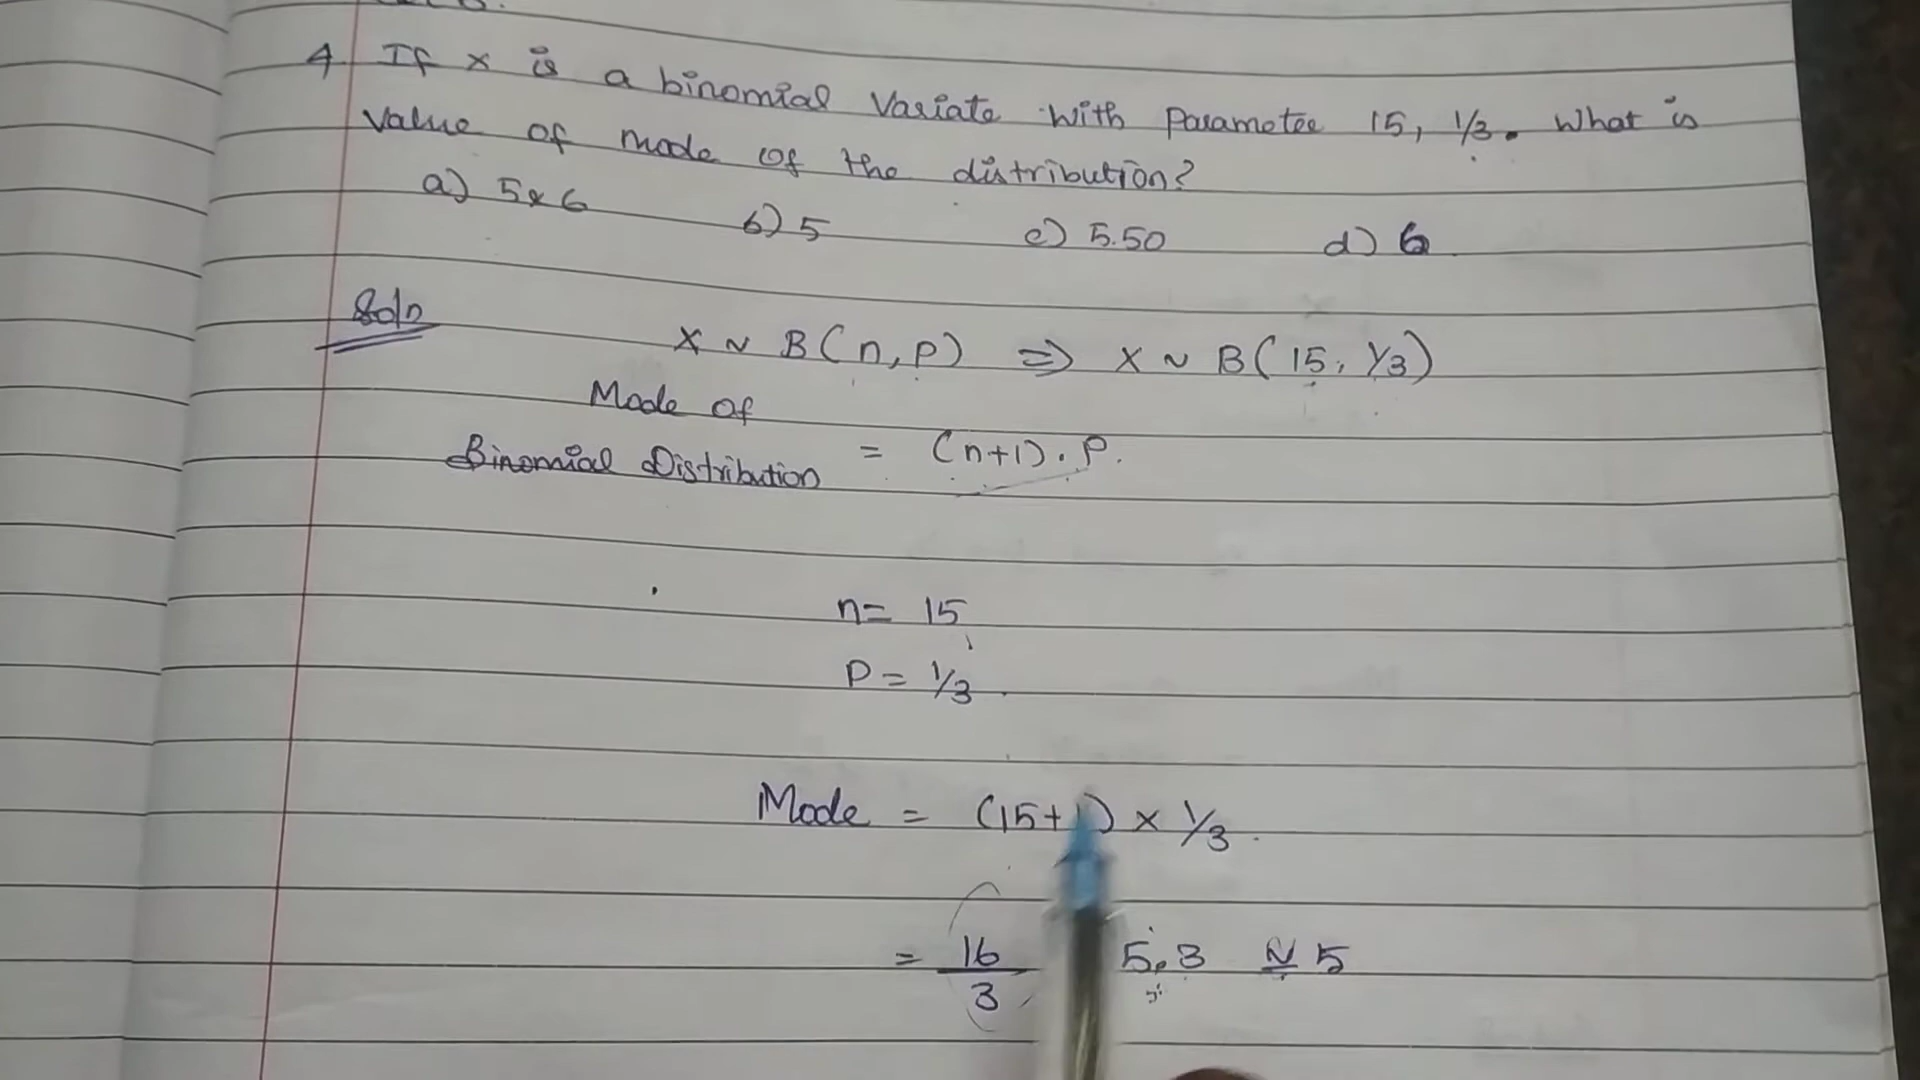 4 If x is a binomial Variate with Parameter 15, 1/3. What is
Value of mode of the distribution?
a) 5 & 6 b) 5 c) 5.50 d) 6
Soln
X ~ B(n,p) => X ~ B(15, 1/3)
Mode of
Binomial Distribution = (n+1).P.
n= 15
P= 1/3
Mode = (15+1) x 1/3
= 16/3 5.3 ≈ 5